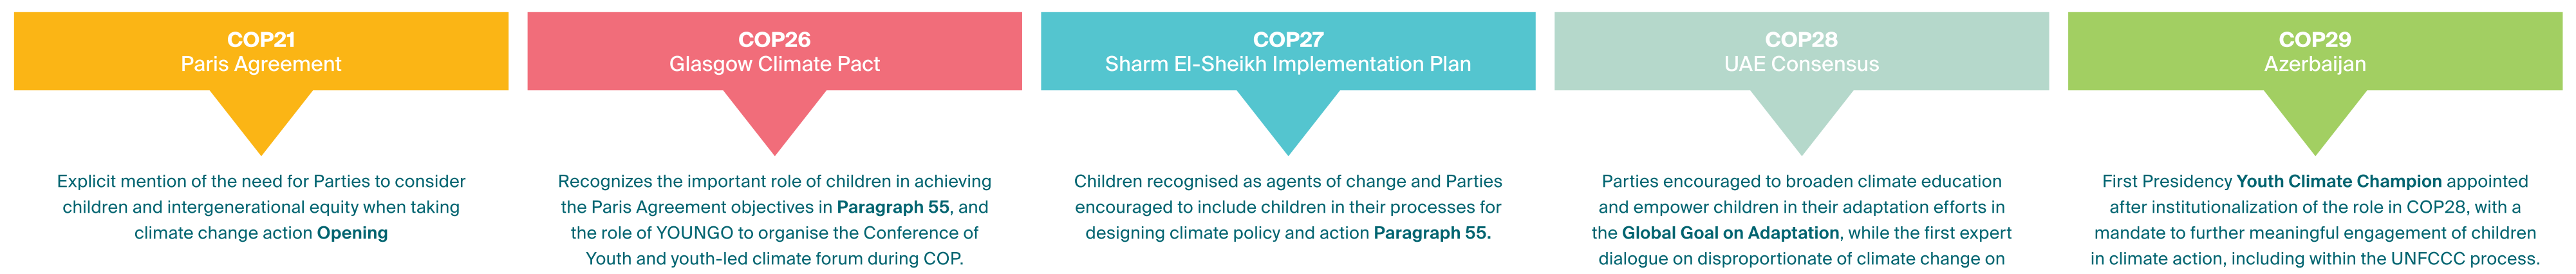 COP21
Paris Agreement
Explicit mention of the need for Parties to consider
children and intergenerational equity when taking
climate change action Opening
COP26
Glasgow Climate Pact
Recognizes the important role of children in achieving
the Paris Agreement objectives in Paragraph 55, and
the role of YOUNGO to organise the Conference of
Youth and youth-led climate forum during COP.
COP27
Sharm El-Sheikh Implementation Plan
Children recognised as agents of change and Parties
encouraged to include children in their processes for
designing climate policy and action Paragraph 55.
COP28
UAE Consensus
Parties encouraged to broaden climate education
and empower children in their adaptation efforts in
the Global Goal on Adaptation, while the first expert
dialogue on disproportionate of climate change on
COP29
Azerbaijan
First Presidency Youth Climate Champion appointed
after institutionalization of the role in COP28, with a
mandate to further meaningful engagement of children
in climate action, including within the UNFCCC process.